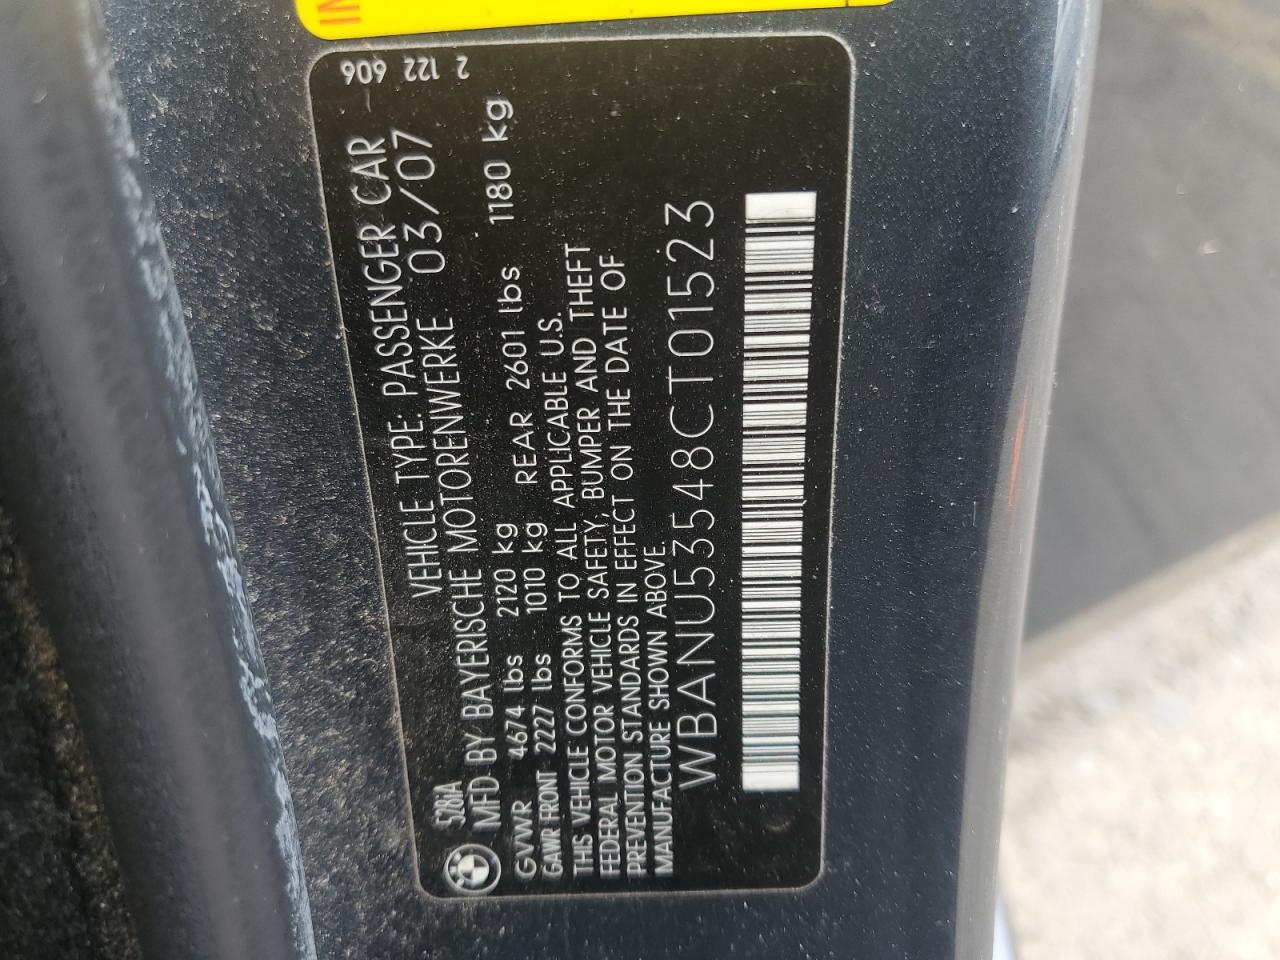 IN
2 122 606
528iA
VEHICLE TYPE: PASSENGER CAR
MFD BY BAYERISCHE MOTORENWERKE 03/07
GVWR 4674 lbs 2120 kg
GAWR FRONT 2227 lbs 1010 kg REAR 2601 lbs 1180 kg
THIS VEHICLE CONFORMS TO ALL APPLICABLE U.S.
FEDERAL MOTOR VEHICLE SAFETY, BUMPER AND THEFT
PREVENTION STANDARDS IN EFFECT ON THE DATE OF
MANUFACTURE SHOWN ABOVE.
WBANU53548CT01523